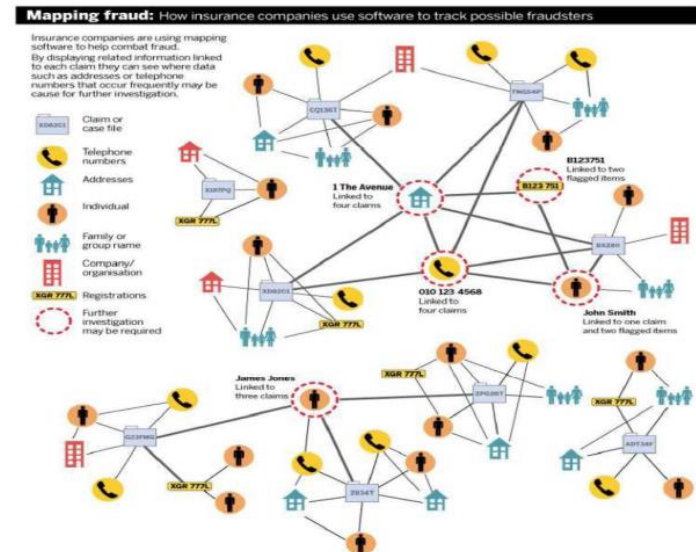 Mapping fraud: How insurance companies use software to track possible fraudsters
Insurance companies are using mapping
software to help combat fraud.
By displaying related information linked
to each claim they can see where data
such as addresses or telephone
numbers that occur frequently may be
cause for further investigation.
Claim or
case file
Telephone
numbers
Addresses
Individual
Family or
group name
Company/
organisation
XGR 777L
Registrations
Further
investigation
may be required
XGR 777L
1 The Avenue
Linked to
four claims
B123751
Linked to two
flagged items
B123 751
XGR 777L
010 123 4568
Linked to
four claims
John Smith
Linked to one claim
and two flagged items
James Jones
Linked to
three claims
XGR 777L
XGR 777L
XGR 777L